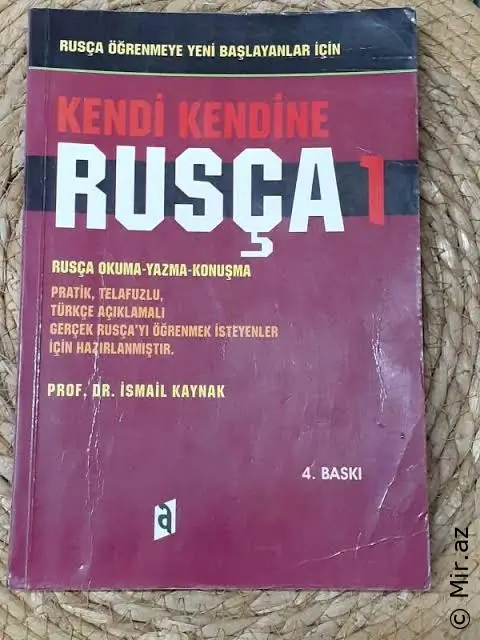 RUSÇA ÖĞRENMEYE YENİ BAŞLAYANLAR İÇİN
KENDİ KENDİNE
RUSÇA 1
RUSÇA OKUMA-YAZMA-KONUŞMA
PRATİK, TELAFUZLU,
TÜRKÇE AÇIKLAMALI
GERÇEK RUSÇA'YI ÖĞRENMEK İSTEYENLER
İÇİN HAZIRLANMIŞTIR.
PROF. DR. İSMAİL KAYNAK
4. BASKI
a
© Mir.az